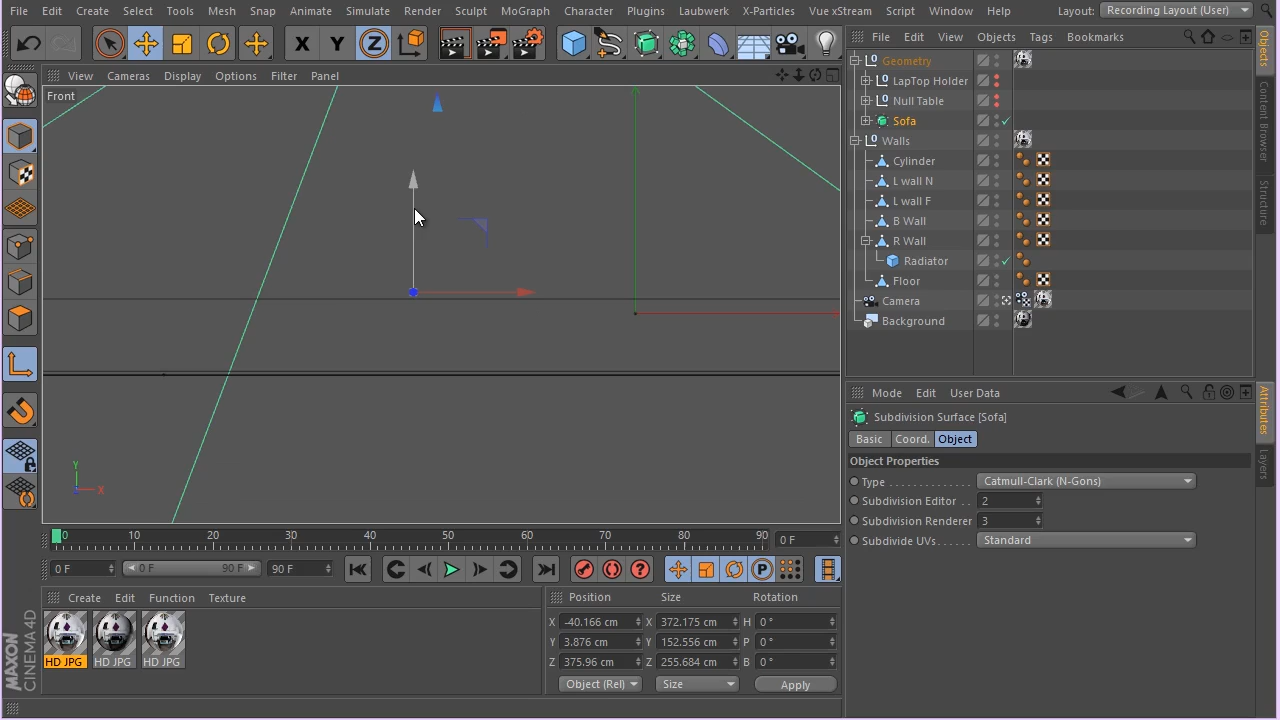 File Edit Create Select Tools Mesh Snap Animate Simulate Render Sculpt MoGraph Character Plugins Laubwerk X-Particles Vue xStream Script Window Help Layout: Recording Layout (User)
X Y Z
File Edit View Objects Tags Bookmarks
View Cameras Display Options Filter Panel
Front
Geometry
LapTop Holder
Null Table
Sofa
Walls
Cylinder
L wall N
L wall F
B Wall
R Wall
Radiator
Floor
Camera
Background
Objects
Content Browser
Structure
Mode Edit User Data
Subdivision Surface [Sofa]
Basic Coord. Object
Object Properties
Type Catmull-Clark (N-Gons)
Subdivision Editor 2
Subdivision Renderer 3
Subdivide UVs Standard
Attributes
Layers
Y
Z X
0 10 20 30 40 50 60 70 80 90 0 F
0 F 0 F 90 F 90 F
P
Create Edit Function Texture
HD JPG HD JPG HD JPG
Position Size Rotation
X -40.166 cm X 372.175 cm H 0 °
Y 3.876 cm Y 152.556 cm P 0 °
Z 375.96 cm Z 255.684 cm B 0 °
Object (Rel) Size Apply
MAXON
CINEMA 4D